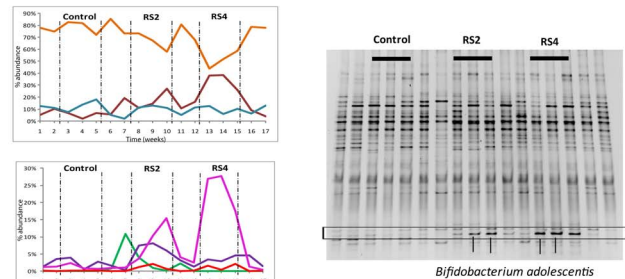 Control RS2 RS4
90%
80%
70%
60%
50%
40%
30%
20%
10%
0%
% abundance
1 2 3 4 5 6 7 8 9 10 11 12 13 14 15 16 17
Time (weeks)
Control RS2 RS4
30%
25%
20%
15%
10%
5%
0%
% abundance
Control RS2 RS4
Bifidobacterium adolescentis